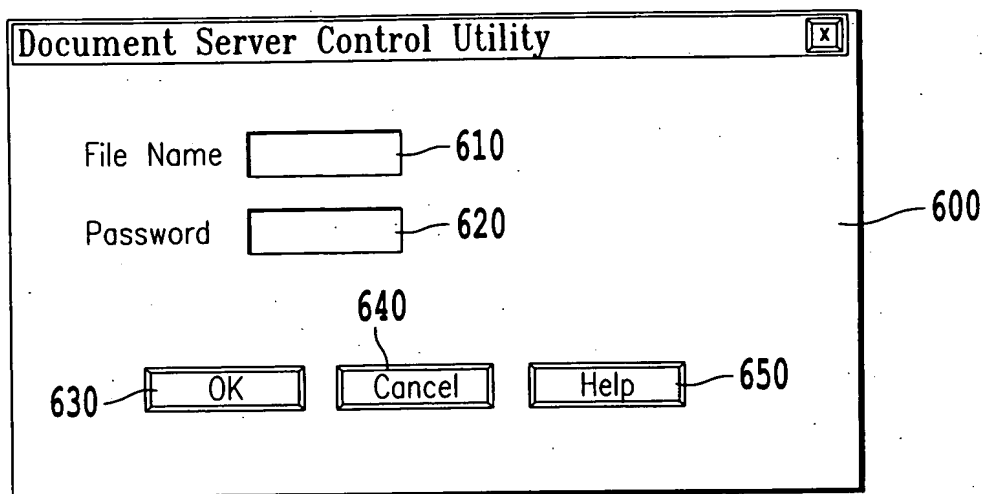 Document Server Control Utility x
File Name 610
Password 620
600
640
630 OK Cancel Help 650